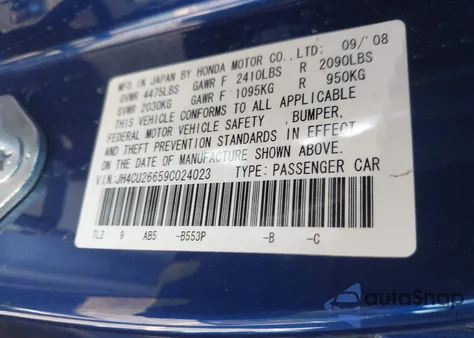 MFD. IN JAPAN BY HONDA MOTOR CO., LTD: 09/'08
GVWR 4475LBS GAWR F 2410LBS R 2090LBS
GVWR 2030KG GAWR F 1095KG R 950KG
THIS VEHICLE CONFORMS TO ALL APPLICABLE
FEDERAL MOTOR VEHICLE SAFETY , BUMPER,
AND THEFT PREVENTION STANDARDS IN EFFECT
ON THE DATE OF MANUFACTURE SHOWN ABOVE.
V.I.N.:JH4CU26659C024023 TYPE: PASSENGER CAR
TL2 9 AB5 -B553P -B -C
autoSnap